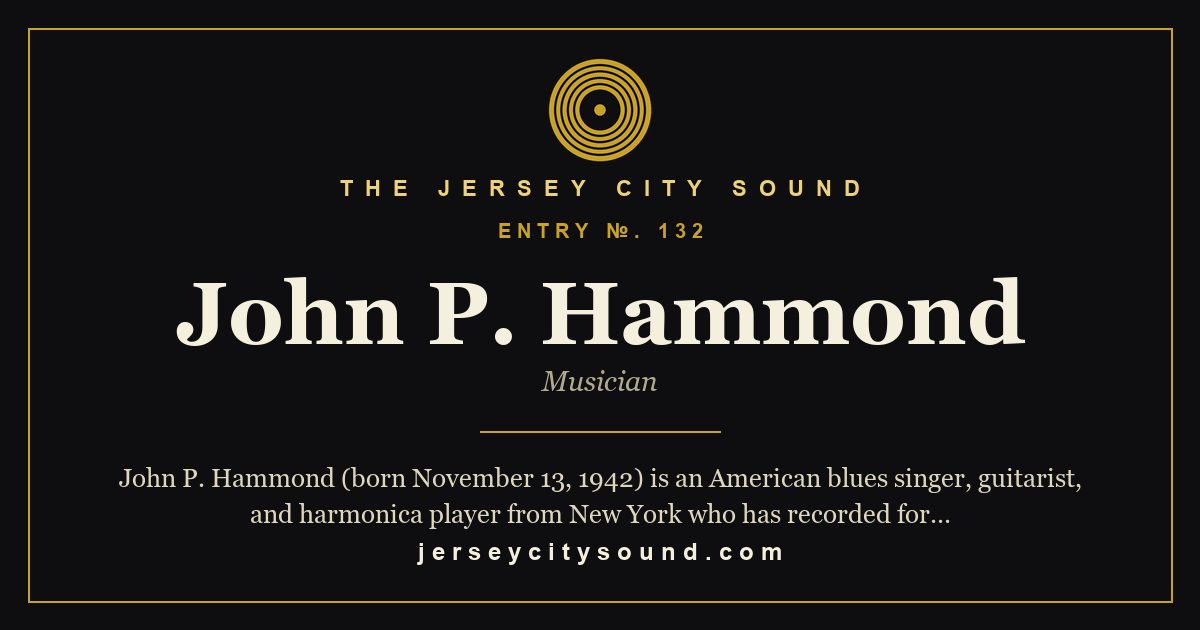 THE JERSEY CITY SOUND
ENTRY №. 132
John P. Hammond
Musician
John P. Hammond (born November 13, 1942) is an American blues singer, guitarist,
and harmonica player from New York who has recorded for...
jerseycitysound.com